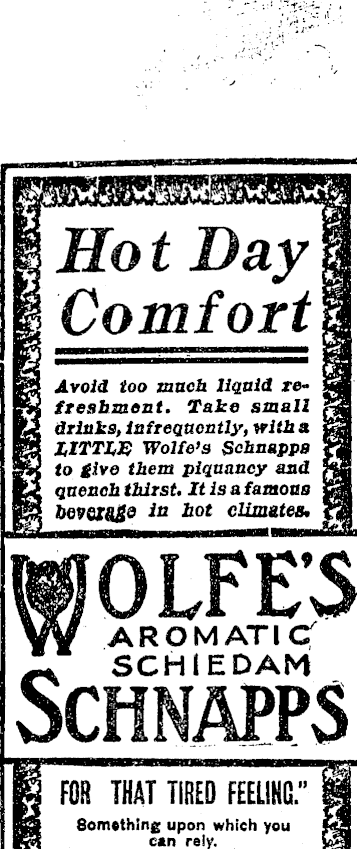 Hot Day
Comfort
Avoid too much liquid re-
freshment. Take small
drinks, infrequently, with a
LITTLE Wolfe's Schnapps
to give them piquancy and
quench thirst. It is a famous
beverage in hot climates.
WOLFE'S
AROMATIC
SCHIEDAM
SCHNAPPS
FOR THAT TIRED FEELING."
Something upon which you
can rely.